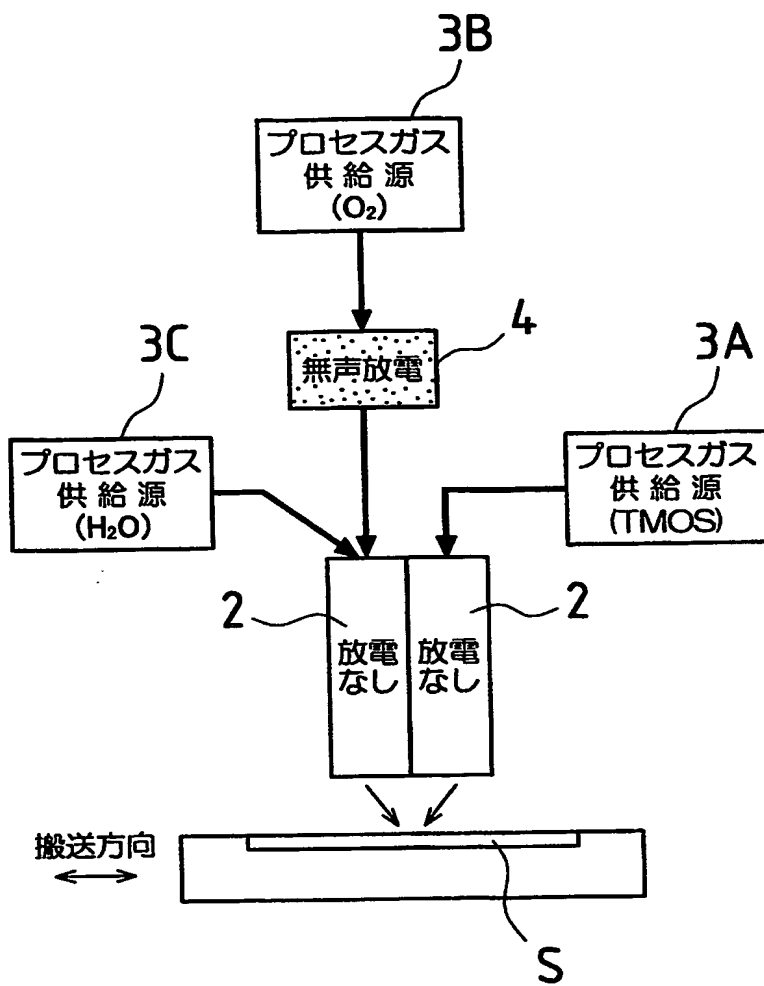 3B
プロセスガス
供給源
(O₂)
4
無声放電
3C
プロセスガス
供給源
(H₂O)
3A
プロセスガス
供給源
(TMOS)
2
2
放電
なし
放電
なし
搬送方向
S